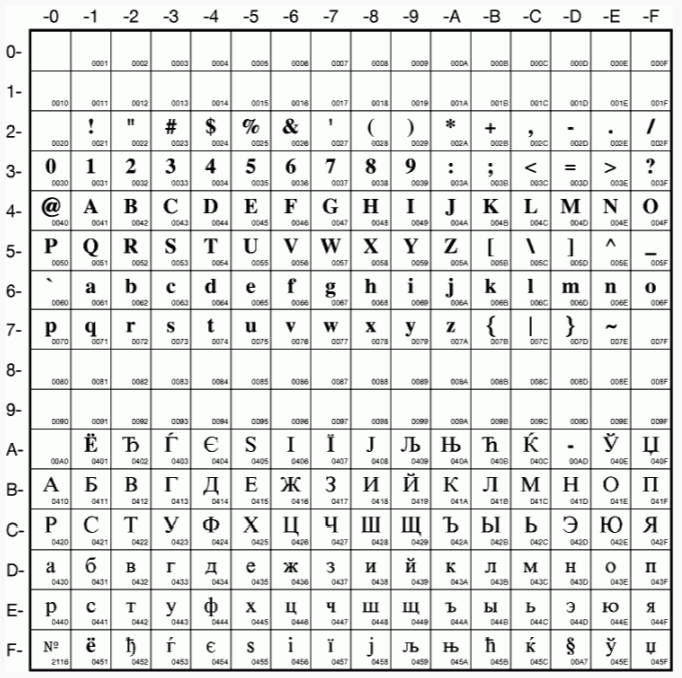 -0 -1 -2 -3 -4 -5 -6 -7 -8 -9 -A -B -C -D -E -F
0-
0001 0002 0003 0004 0005 0006 0007 0008 0009 000A 000B 000C 000D 000E 000F
1-
0010 0011 0012 0013 0014 0015 0016 0017 0018 0019 001A 001B 001C 001D 001E 001F
2- ! " # $ % & ' ( ) * + , - . /
0020 0021 0022 0023 0024 0025 0026 0027 0028 0029 002A 002B 002C 002D 002E 002F
3- 0 1 2 3 4 5 6 7 8 9 : ; < = > ?
0030 0031 0032 0033 0034 0035 0036 0037 0038 0039 003A 003B 003C 003D 003E 003F
4- @ A B C D E F G H I J K L M N O
0040 0041 0042 0043 0044 0045 0046 0047 0048 0049 004A 004B 004C 004D 004E 004F
5- P Q R S T U V W X Y Z [ \ ] ^ _
0050 0051 0052 0053 0054 0055 0056 0057 0058 0059 005A 005B 005C 005D 005E 005F
6- ` a b c d e f g h i j k l m n o
0060 0061 0062 0063 0064 0065 0066 0067 0068 0069 006A 006B 006C 006D 006E 006F
7- p q r s t u v w x y z { | } ~
0070 0071 0072 0073 0074 0075 0076 0077 0078 0079 007A 007B 007C 007D 007E 007F
8-
0080 0081 0082 0083 0084 0085 0086 0087 0088 0089 008A 008B 008C 008D 008E 008F
9-
0090 0091 0092 0093 0094 0095 0096 0097 0098 0099 009A 009B 009C 009D 009E 009F
A- Ё Ђ Ѓ Є Ѕ І Ї Ј Љ Њ Ћ Ќ - Ў Џ
00A0 0401 0402 0403 0404 0405 0406 0407 0408 0409 040A 040B 040C 00AD 040E 040F
B- А Б В Г Д Е Ж З И Й К Л М Н О П
0410 0411 0412 0413 0414 0415 0416 0417 0418 0419 041A 041B 041C 041D 041E 041F
C- Р С Т У Ф Х Ц Ч Ш Щ Ъ Ы Ь Э Ю Я
0420 0421 0422 0423 0424 0425 0426 0427 0428 0429 042A 042B 042C 042D 042E 042F
D- а б в г д е ж з и й к л м н о п
0430 0431 0432 0433 0434 0435 0436 0437 0438 0439 043A 043B 043C 043D 043E 043F
E- р с т у ф х ц ч ш щ ъ ы ь э ю я
0440 0441 0442 0443 0444 0445 0446 0447 0448 0449 044A 044B 044C 044D 044E 044F
F- № ё ђ ѓ є ѕ і ї ј љ њ ћ ќ § ў џ
2116 0451 0452 0453 0454 0455 0456 0457 0458 0459 045A 045B 045C 00A7 045E 045F